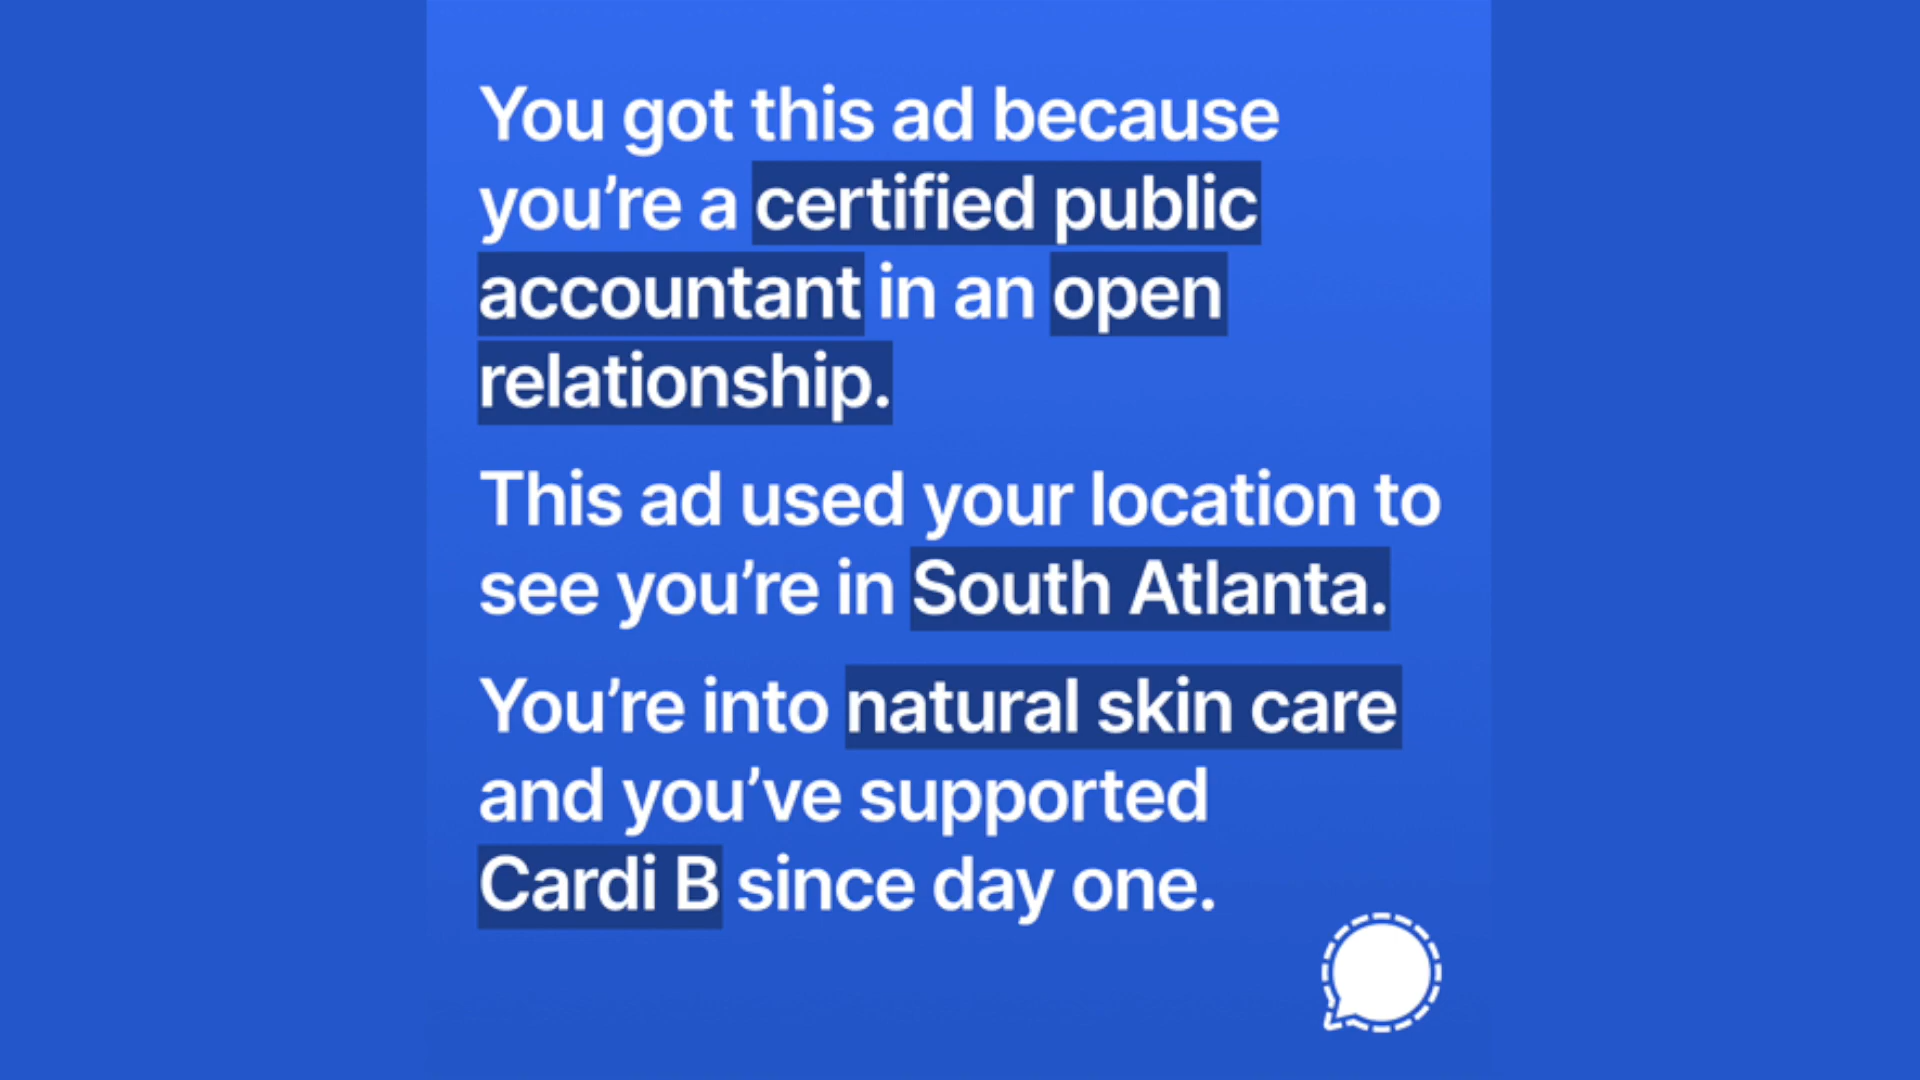 You got this ad because
you’re a certified public
accountant in an open
relationship.
This ad used your location to
see you’re in South Atlanta.
You’re into natural skin care
and you’ve supported
Cardi B since day one.